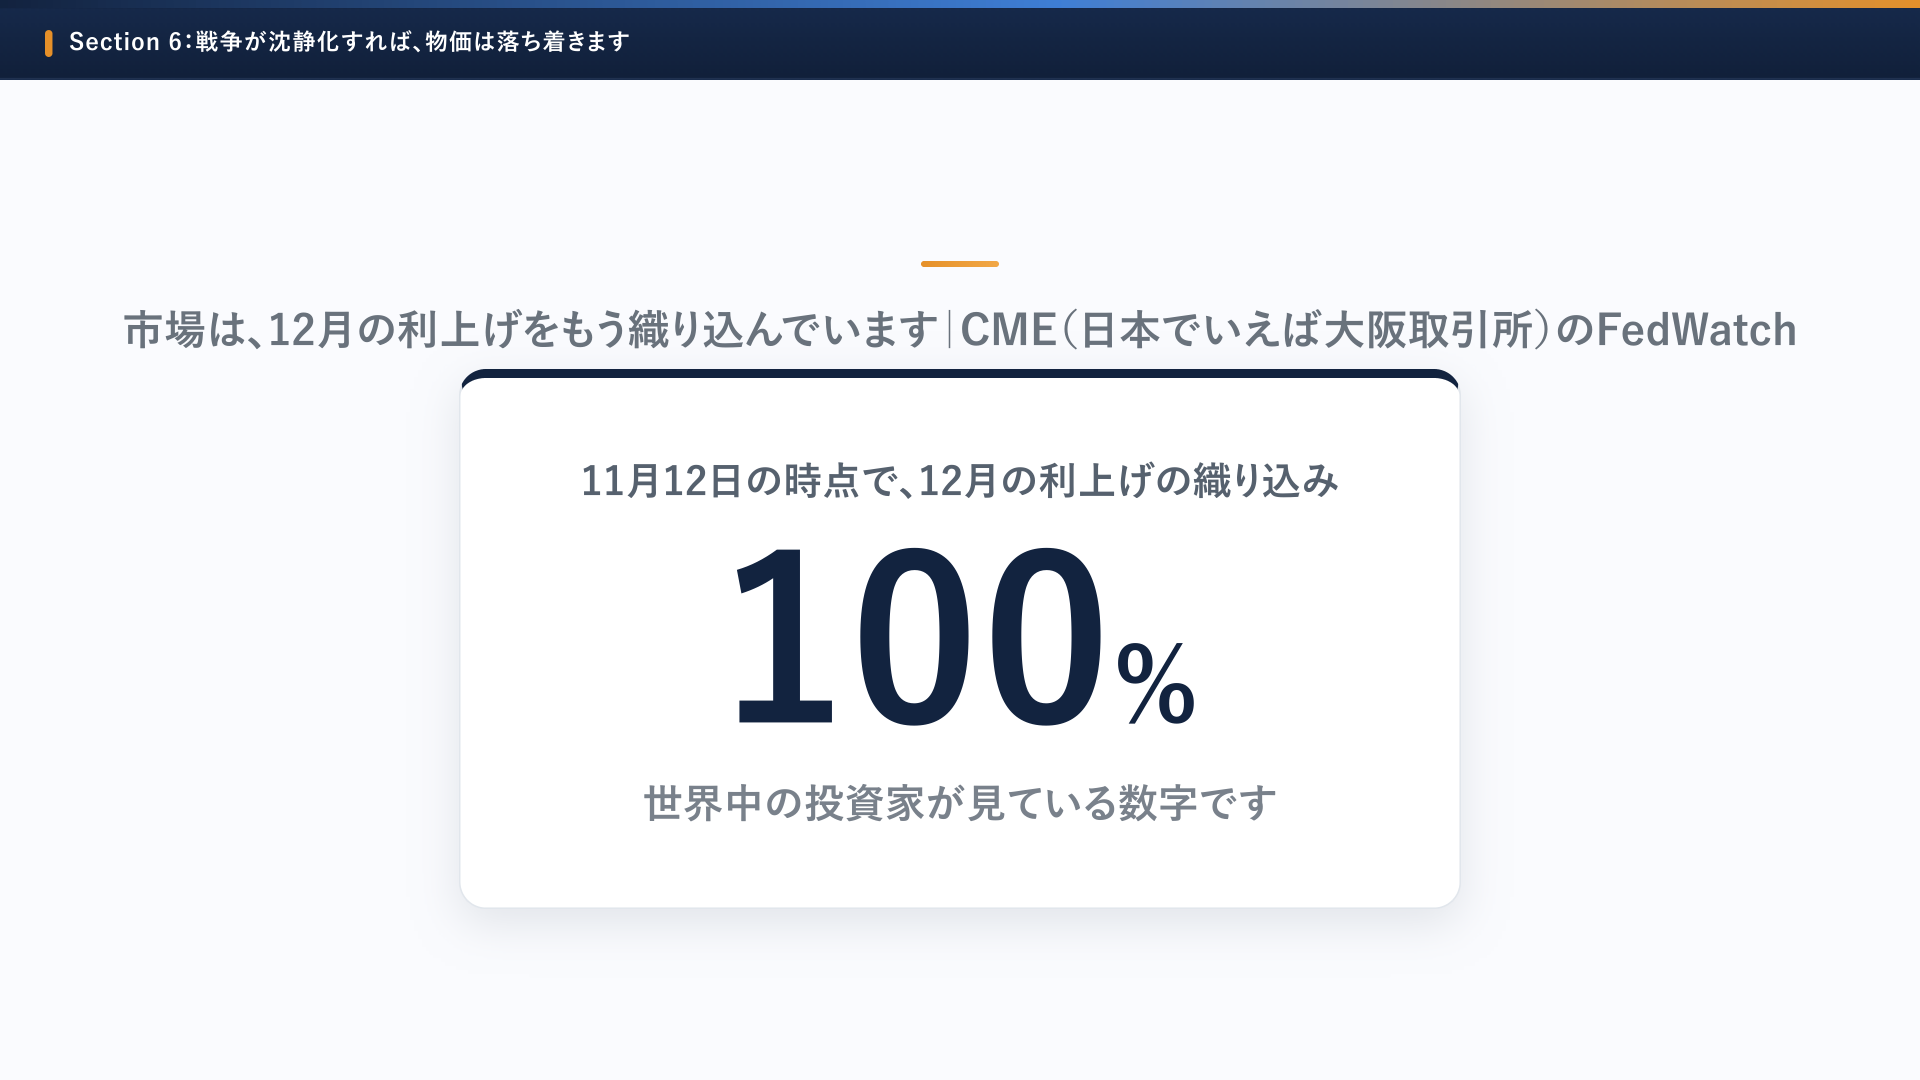 Section 6：戦争が沈静化すれば、物価は落ち着きます
市場は、12月の利上げをもう織り込んでいます｜CME（日本でいえば大阪取引所）のFedWatch
11月12日の時点で、12月の利上げの織り込み
100%
世界中の投資家が見ている数字です